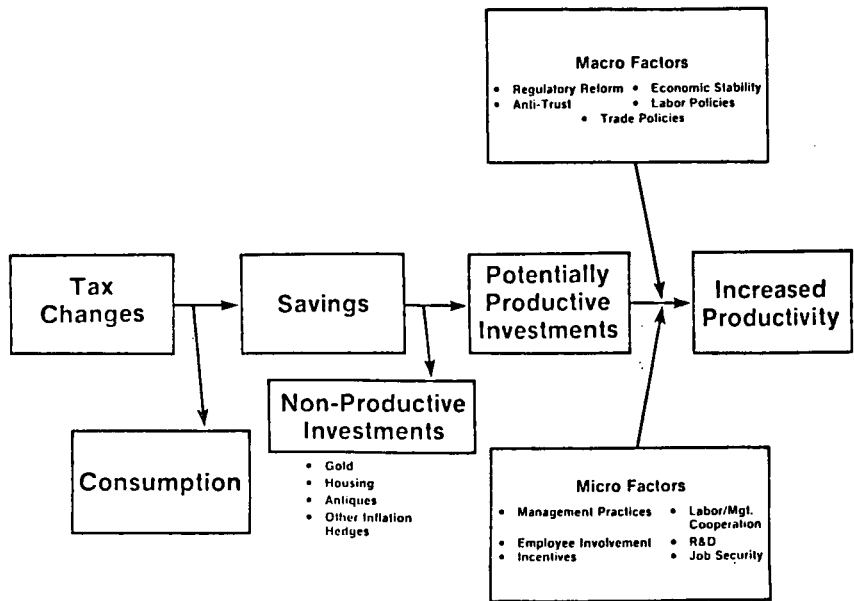 Macro Factors
• Regulatory Reform • Economic Stability
• Anti-Trust • Labor Policies
• Trade Policies
Tax
Changes
Savings
Potentially
Productive
Investments
Increased
Productivity
Consumption
Non-Productive
Investments
• Gold
• Housing
• Antiques
• Other Inflation
Hedges
Micro Factors
• Management Practices • Labor/Mgt.
Cooperation
• Employee Involvement • R&D
• Incentives • Job Security